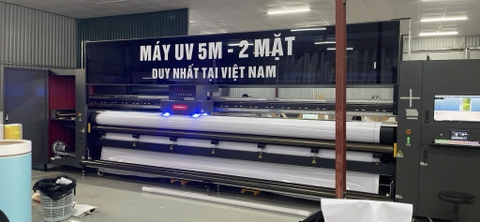 MÁY UV 5M - 2 MẶT
DUY NHẤT TẠI VIỆT NAM